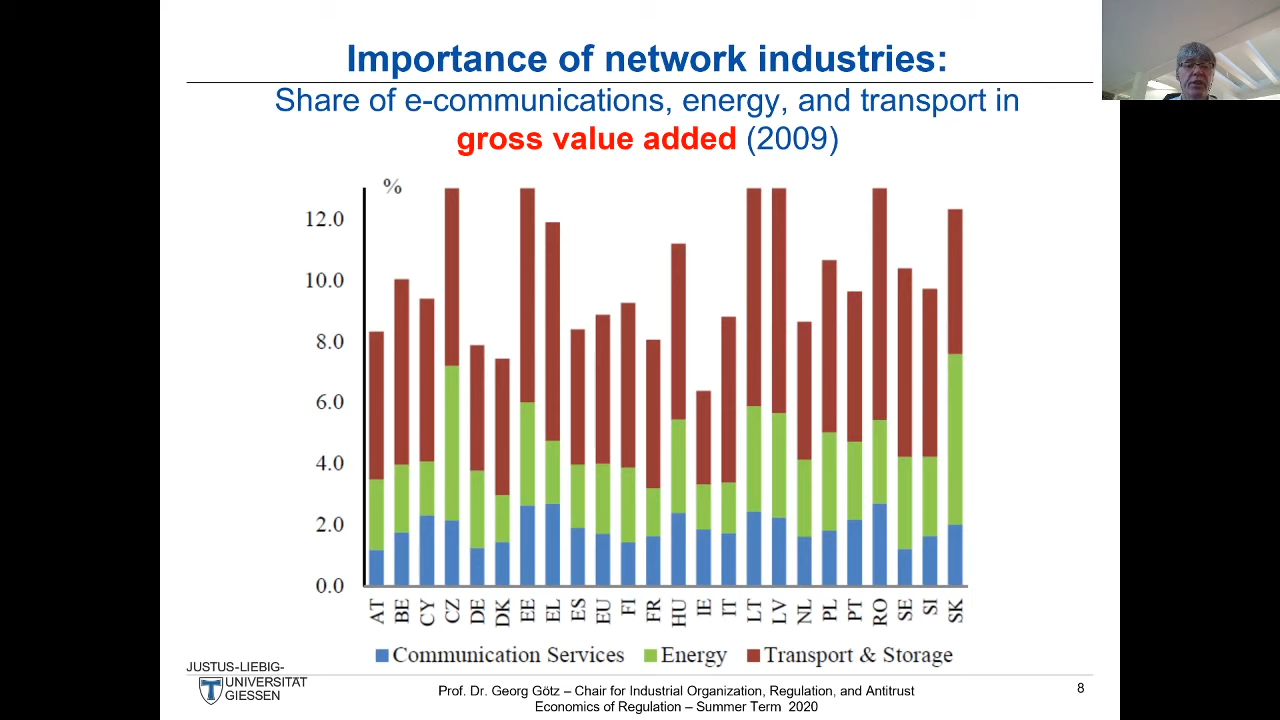 Importance of network industries:
Share of e-communications, energy, and transport in
gross value added (2009)
%
12.0
10.0
8.0
6.0
4.0
2.0
0.0
AT BE CY CZ DE DK EE EL ES EU FI FR HU IE IT LT LV NL PL PT RO SE SI SK
Communication Services Energy Transport & Storage
JUSTUS-LIEBIG-
UNIVERSITÄT
GIESSEN
Prof. Dr. Georg Götz – Chair for Industrial Organization, Regulation, and Antitrust
Economics of Regulation – Summer Term 2020
8